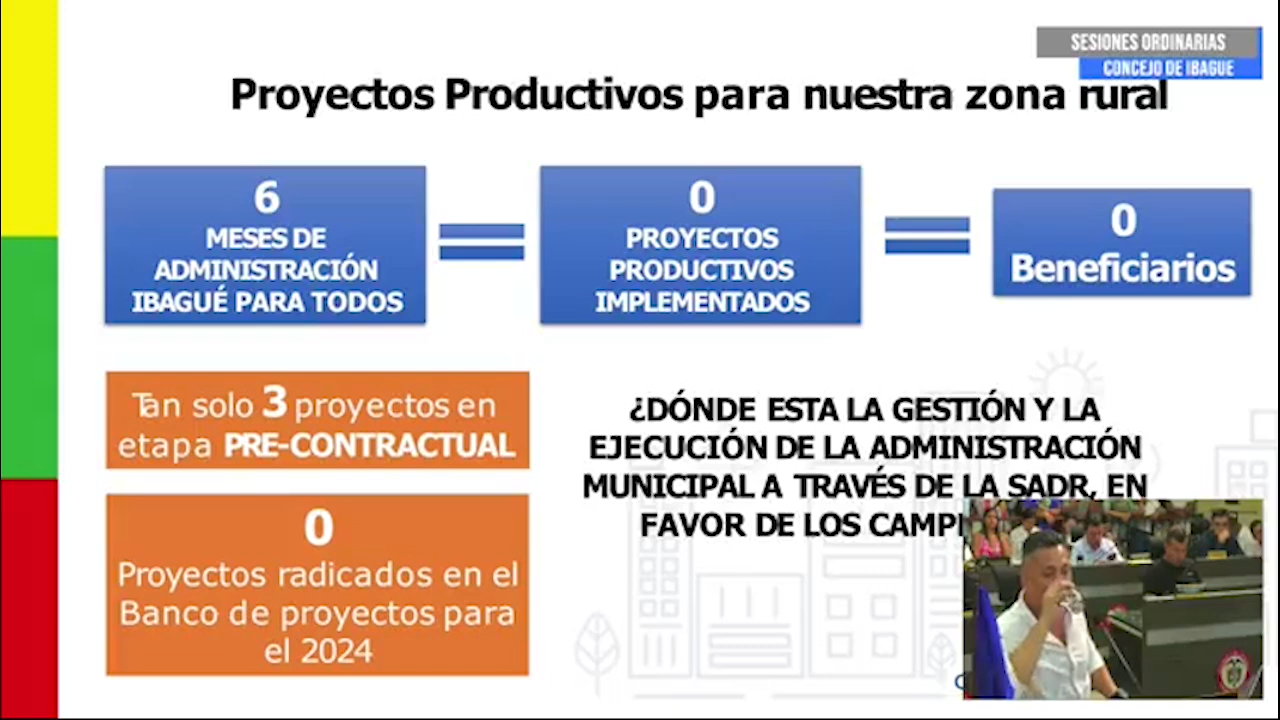 SESIONES ORDINARIAS
CONCEJO DE IBAGUE
Proyectos Productivos para nuestra zona rural
6
MESES DE
ADMINISTRACIÓN
IBAGUÉ PARA TODOS
0
PROYECTOS
PRODUCTIVOS
IMPLEMENTADOS
0
Beneficiarios
Tan solo 3 proyectos en
etapa PRE-CONTRACTUAL
0
Proyectos radicados en el
Banco de proyectos para
el 2024
¿DÓNDE ESTA LA GESTIÓN Y LA
EJECUCIÓN DE LA ADMINISTRACIÓN
MUNICIPAL A TRAVÉS DE LA SADR, EN
FAVOR DE LOS